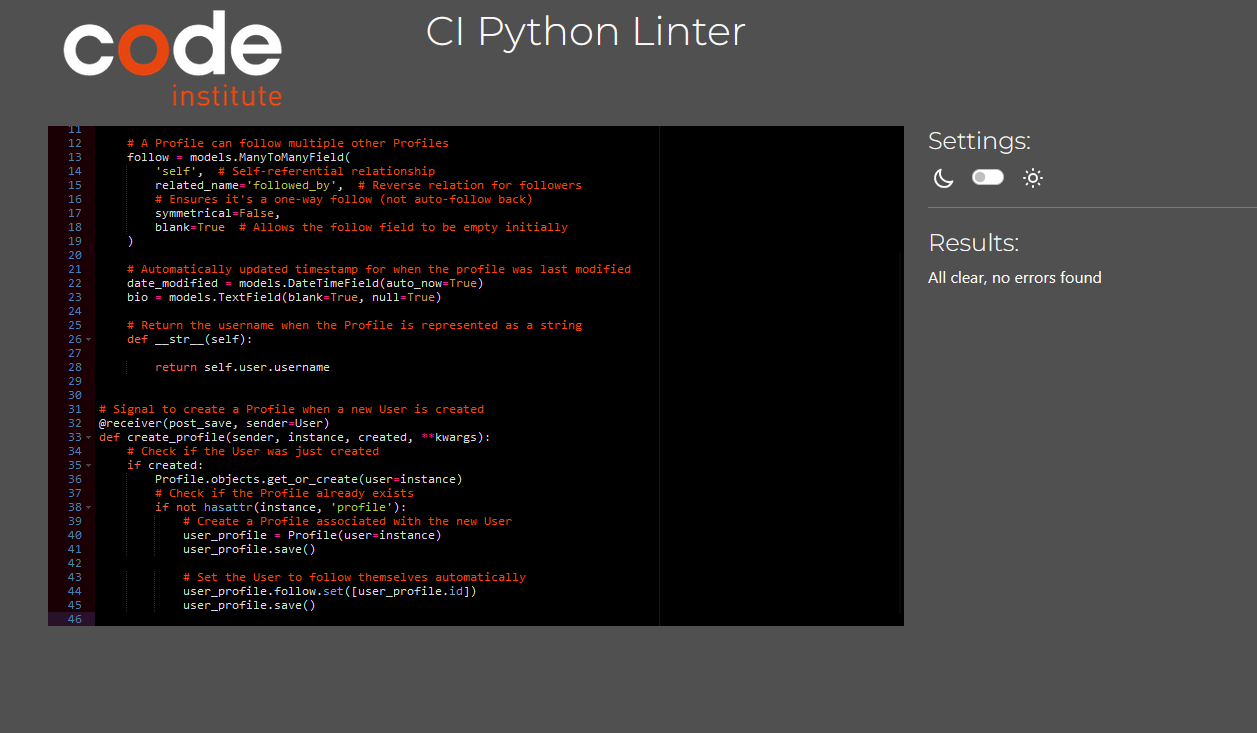 code
institute
CI Python Linter
11
12     # A Profile can follow multiple other Profiles
13     follow = models.ManyToManyField(
14         'self',  # Self-referential relationship
15         related_name='followed_by',  # Reverse relation for followers
16         # Ensures it's a one-way follow (not auto-follow back)
17         symmetrical=False,
18         blank=True  # Allows the follow field to be empty initially
19     )
20
21     # Automatically updated timestamp for when the profile was last modified
22     date_modified = models.DateTimeField(auto_now=True)
23     bio = models.TextField(blank=True, null=True)
24
25     # Return the username when the Profile is represented as a string
26     def __str__(self):
27
28         return self.user.username
29
30
31 # Signal to create a Profile when a new User is created
32 @receiver(post_save, sender=User)
33 def create_profile(sender, instance, created, **kwargs):
34     # Check if the User was just created
35     if created:
36         Profile.objects.get_or_create(user=instance)
37         # Check if the Profile already exists
38         if not hasattr(instance, 'profile'):
39             # Create a Profile associated with the new User
40             user_profile = Profile(user=instance)
41             user_profile.save()
42
43             # Set the User to follow themselves automatically
44             user_profile.follow.set([user_profile.id])
45             user_profile.save()
46
Settings:
Results:
All clear, no errors found